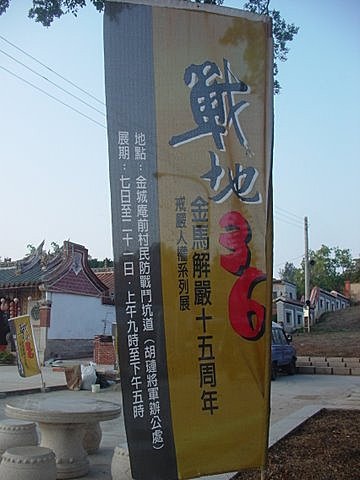 戰地36
金馬解嚴十五周年
戒嚴人權系列展
地點：金城庵前村民防戰鬥坑道（胡璉將軍辦公處）
展期：七日至二十一日．上午九時至下午五時